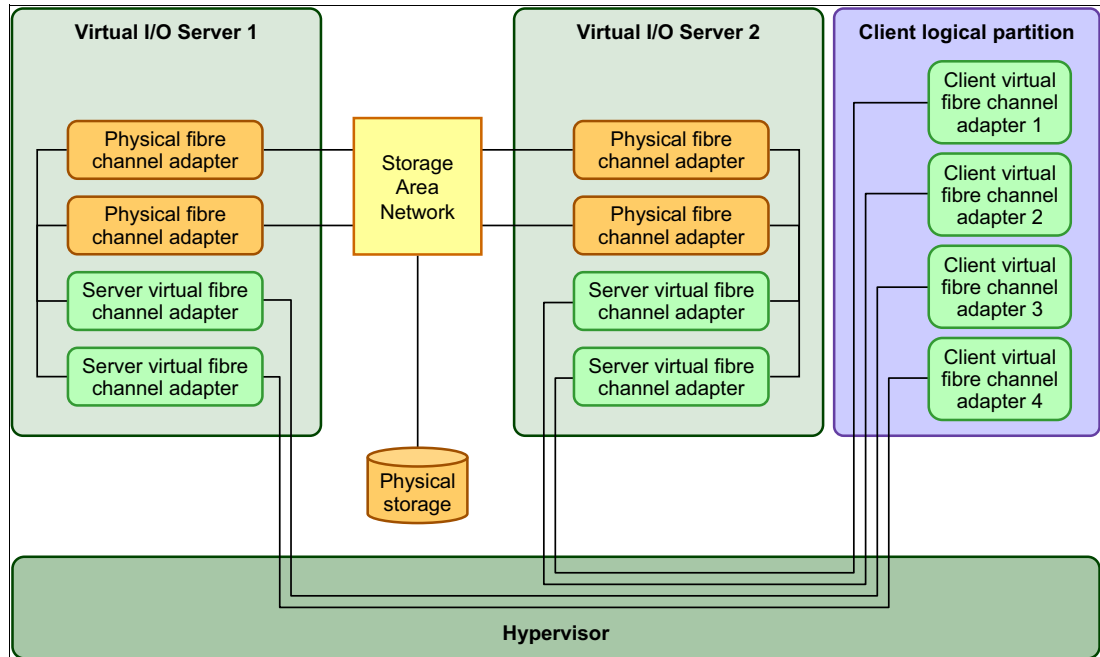 Virtual I/O Server 1
Physical fibre
channel adapter
Physical fibre
channel adapter
Server virtual fibre
channel adapter
Server virtual fibre
channel adapter
Storage
Area
Network
Physical
storage
Virtual I/O Server 2
Physical fibre
channel adapter
Physical fibre
channel adapter
Server virtual fibre
channel adapter
Server virtual fibre
channel adapter
Client logical partition
Client virtual
fibre channel
adapter 1
Client virtual
fibre channel
adapter 2
Client virtual
fibre channel
adapter 3
Client virtual
fibre channel
adapter 4
Hypervisor